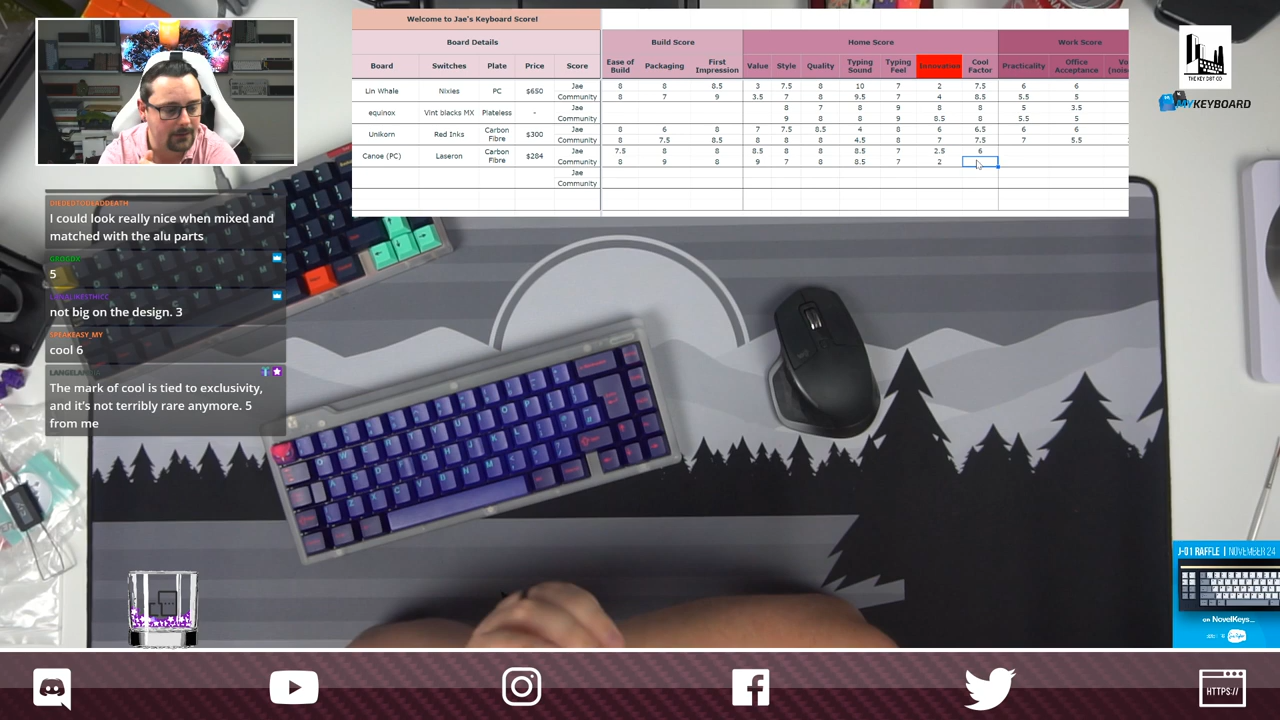 Welcome to Jae's Keyboard Score!
Board Details Build Score Home Score Work Score
Board Switches Plate Price Score Ease of Build Packaging First Impression Value Style Quality Typing Sound Typing Feel Innovation Cool Factor Practicality Office Acceptance
Lin Whale Nixies PC $650 Jae 8 8 8.5 3 7.5 8 10 7 2 7.5 6 6
Community 8 7 9 3.5 7 8 9.5 7 4 8.5 5.5 5
equinox Vint blacks MX Plateless - Jae 8 7 8 9 8 8 5 3.5
Community 9 8 8 9 8.5 8 5.5 5
Unikorn Red Inks Carbon Fibre $300 Jae 8 6 8 7 7.5 8.5 4 8 6 6.5 6 6
Community 8 7.5 8.5 8 8 8 4.5 8 6 7.5 7 5.5
Canoe (PC) Laseron Carbon Fibre $284 Jae 7.5 8 8 8.5 8 8 8.5 7 2.5 6
Community 8 9 8 9 7 8 8.5 7 2
Jae
Community
THE KEY DOT CO
MYKEYBOARD
I could look really nice when mixed and
matched with the alu parts
GROGDX
5
not big on the design. 3
SPEAKEASY_MY
cool 6
The mark of cool is tied to exclusivity,
and it's not terribly rare anymore. 5
from me
J-01 RAFFLE | NOVEMBER 24
on NovelKeys_
HTTPS://